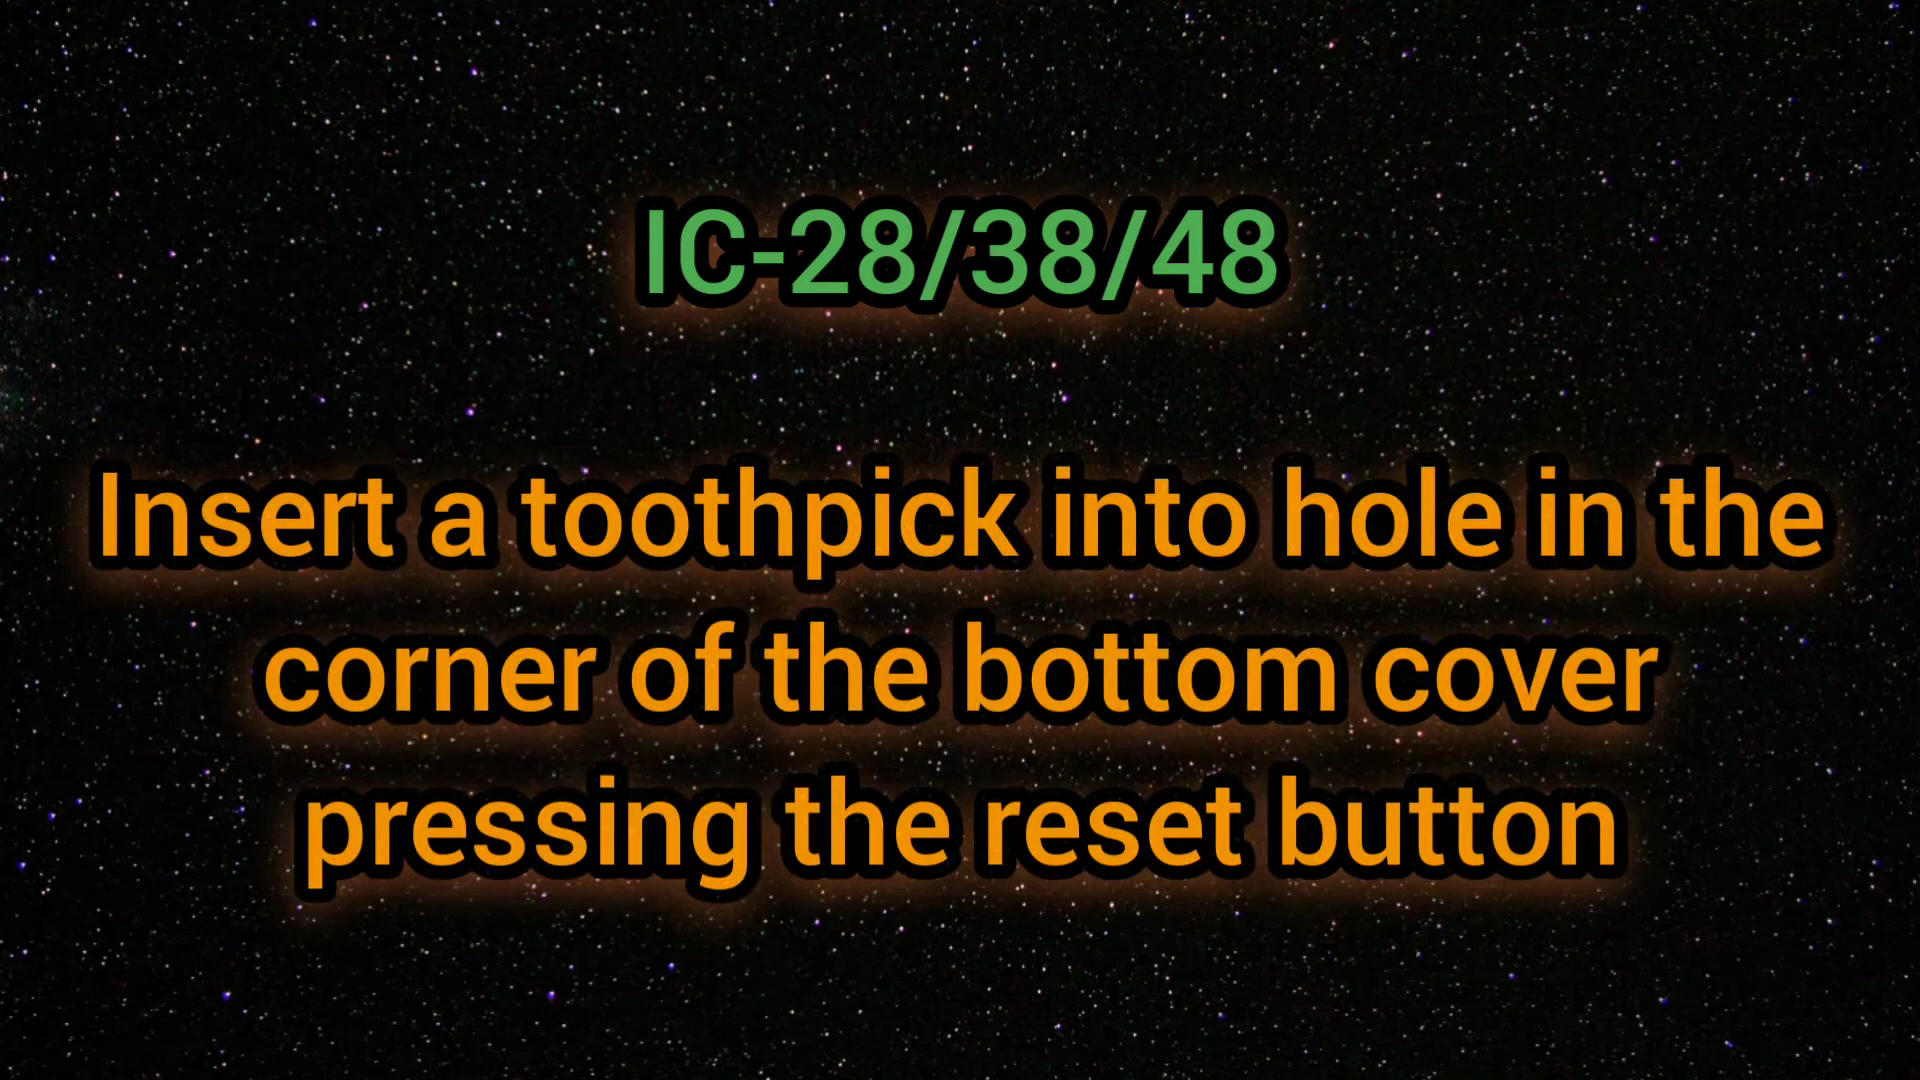 IC-28/38/48
Insert a toothpick into hole in the
corner of the bottom cover
pressing the reset button